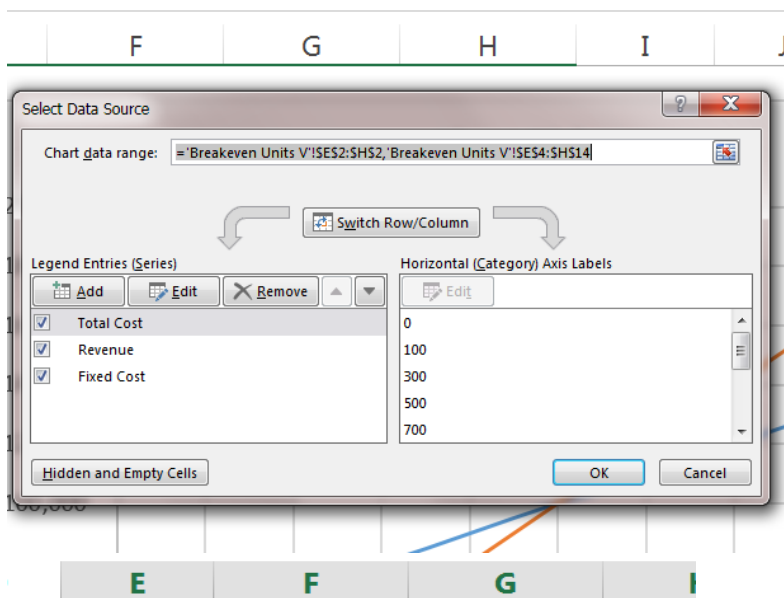 F G H I J
Select Data Source
?
X
Chart data range: ='Breakeven Units V'!$E$2:$H$2,'Breakeven Units V'!$E$4:$H$14
Switch Row/Column
Legend Entries (Series) Horizontal (Category) Axis Labels
Add Edit Remove Edit
Total Cost 0
Revenue 100
Fixed Cost 300
500
700
Hidden and Empty Cells OK Cancel
E F G